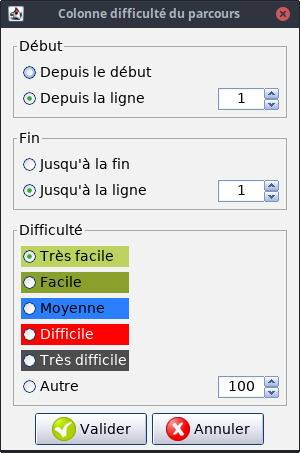 Colonne difficulté du parcours
Début
Depuis le début
Depuis la ligne 1
Fin
Jusqu'à la fin
Jusqu'à la ligne 1
Difficulté
Très facile
Facile
Moyenne
Difficile
Très difficile
Autre 100
Valider Annuler